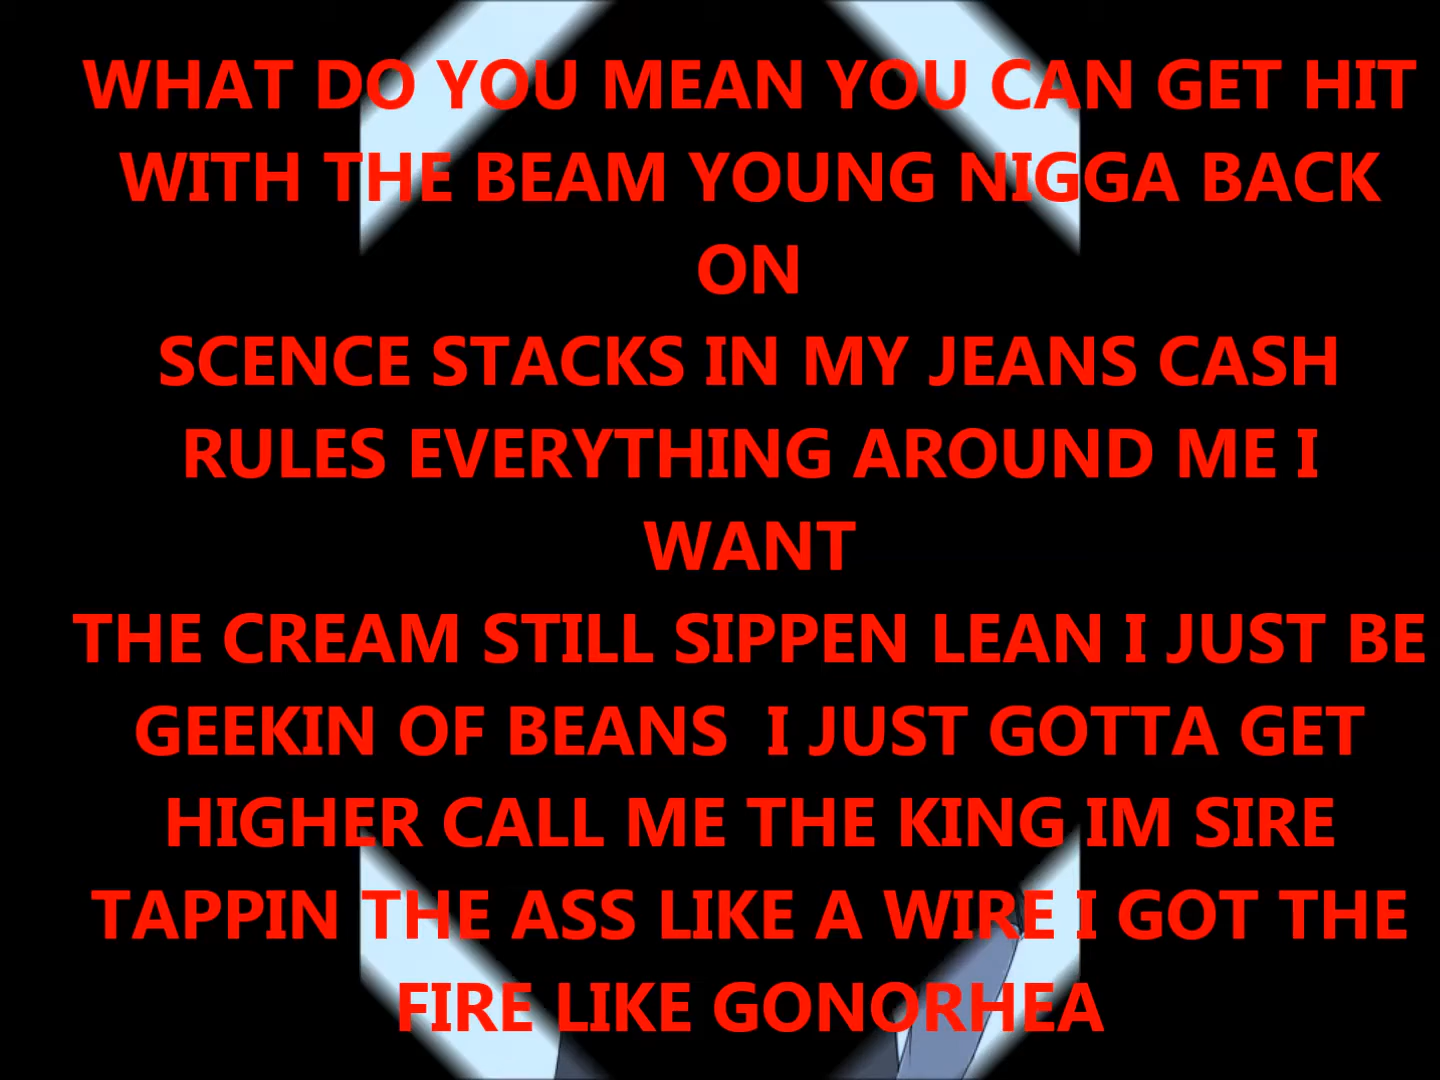 WHAT DO YOU MEAN YOU CAN GET HIT
WITH THE BEAM YOUNG NIGGA BACK
ON
SCENCE STACKS IN MY JEANS CASH
RULES EVERYTHING AROUND ME I
WANT
THE CREAM STILL SIPPEN LEAN I JUST BE
GEEKIN OF BEANS  I JUST GOTTA GET
HIGHER CALL ME THE KING IM SIRE
TAPPIN THE ASS LIKE A WIRE I GOT THE
FIRE LIKE GONORHEA